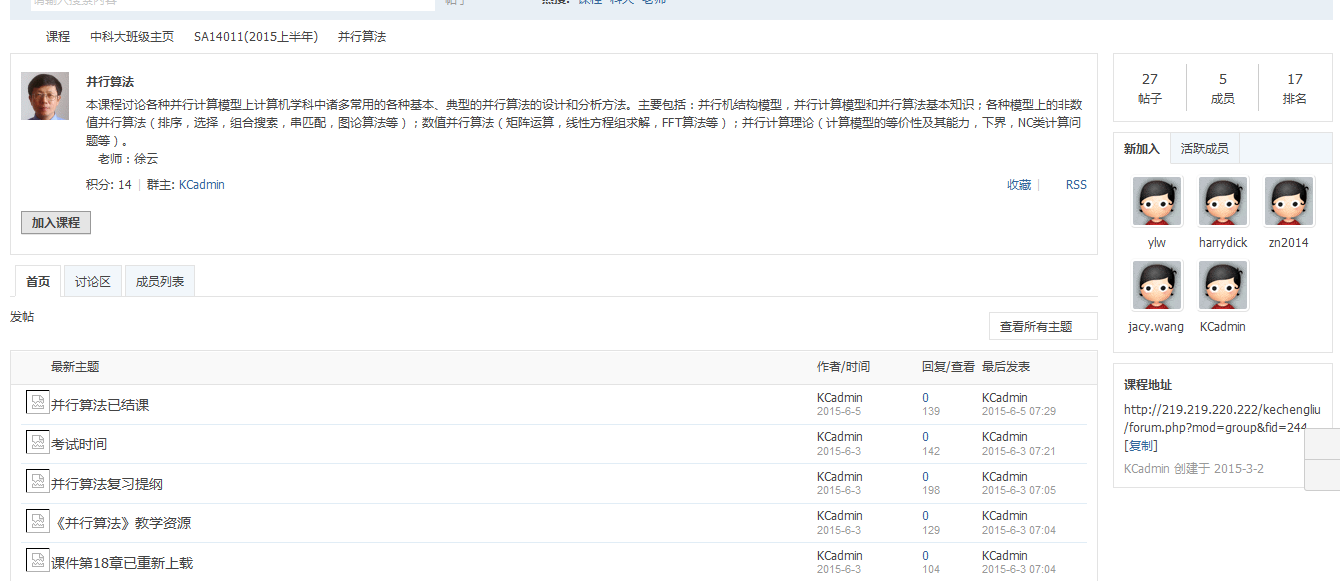 请输入搜索内容 帖子 热搜: 课程 科大 老师
课程 中科大班级主页 SA14011(2015上半年) 并行算法
并行算法
本课程讨论各种并行计算模型上计算机学科中诸多常用的各种基本、典型的并行算法的设计和分析方法。主要包括：并行机结构模型，并行计算模型和并行算法基本知识；各种模型上的非数
值并行算法（排序，选择，组合搜索，串匹配，图论算法等）；数值并行算法（矩阵运算，线性方程组求解，FFT算法等）；并行计算理论（计算模型的等价性及其能力，下界，NC类计算问
题等）。
老师：徐云
积分: 14 | 群主: KCadmin
收藏 | RSS
加入课程
首页 讨论区 成员列表
发帖
查看所有主题
最新主题 作者/时间 回复/查看 最后发表
并行算法已结课 KCadmin 0 KCadmin
2015-6-5 139 2015-6-5 07:29
考试时间 KCadmin 0 KCadmin
2015-6-3 142 2015-6-3 07:21
并行算法复习提纲 KCadmin 0 KCadmin
2015-6-3 198 2015-6-3 07:05
《并行算法》教学资源 KCadmin 0 KCadmin
2015-6-3 129 2015-6-3 07:04
课件第18章已重新上载 KCadmin 0 KCadmin
2015-6-3 104 2015-6-3 07:04
27 5 17
帖子 成员 排名
新加入 活跃成员
ylw harrydick zn2014
jacy.wang KCadmin
课程地址
http://219.219.220.222/kechengliu
/forum.php?mod=group&fid=244
[复制]
KCadmin 创建于 2015-3-2